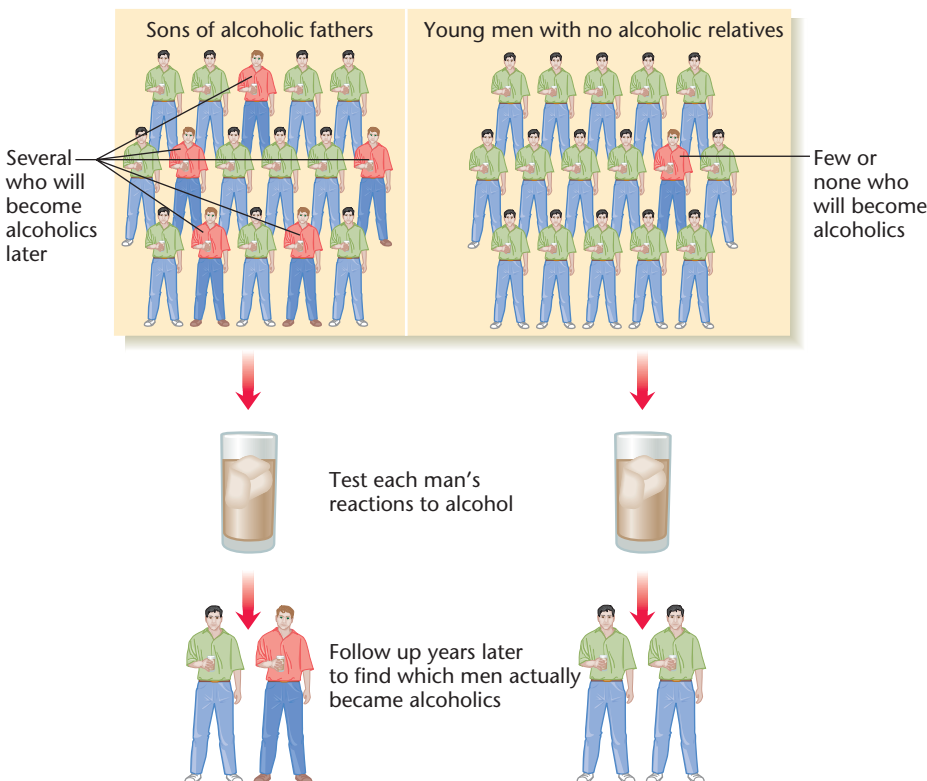 Sons of alcoholic fathers
Young men with no alcoholic relatives
Several
who will
become
alcoholics
later
Few or
none who
will become
alcoholics
Test each man’s
reactions to alcohol
Follow up years later
to find which men actually
became alcoholics